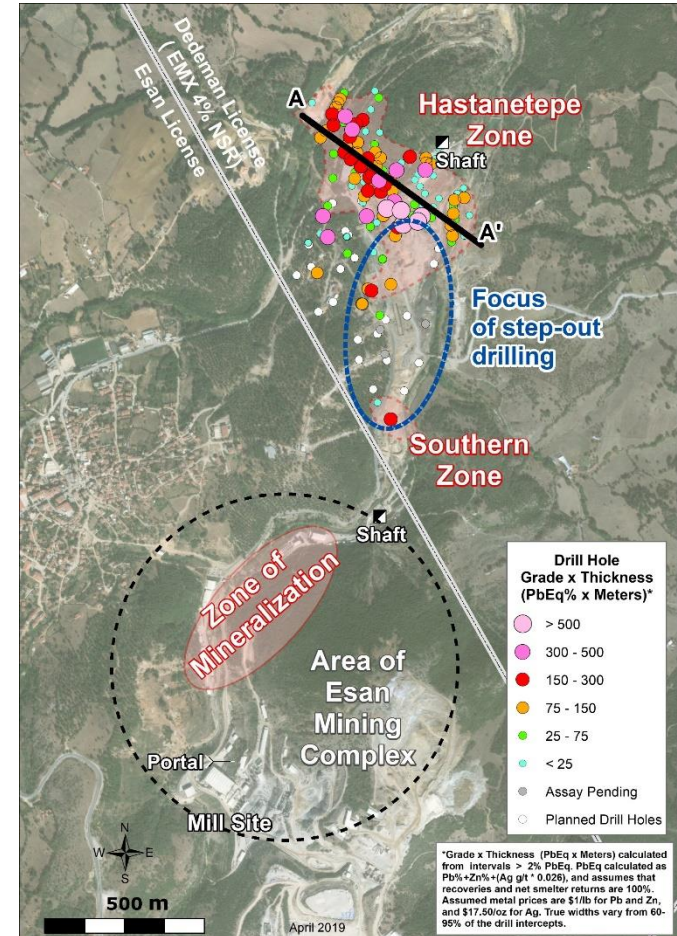 Dedeman License
( EMX 4% NSR)
Esan License
A
Hastanetepe
Zone
Shaft
A'
Focus
of step-out
drilling
Southern
Zone
Shaft
Zone of
Mineralization
Area of
Esan
Mining
Complex
Portal
Mill Site
Drill Hole
Grade x Thickness
(PbEq% x Meters)*
> 500
300 - 500
150 - 300
75 - 150
25 - 75
< 25
Assay Pending
Planned Drill Holes
N
W E
S
500 m
April 2019
*Grade x Thickness (PbEq x Meters) calculated
from intervals > 2% PbEq. PbEq calculated as
Pb%+Zn%+(Ag g/t * 0.026), and assumes that
recoveries and net smelter returns are 100%.
Assumed metal prices are $1/lb for Pb and Zn,
and $17.50/oz for Ag. True widths vary from 60-
95% of the drill intercepts.